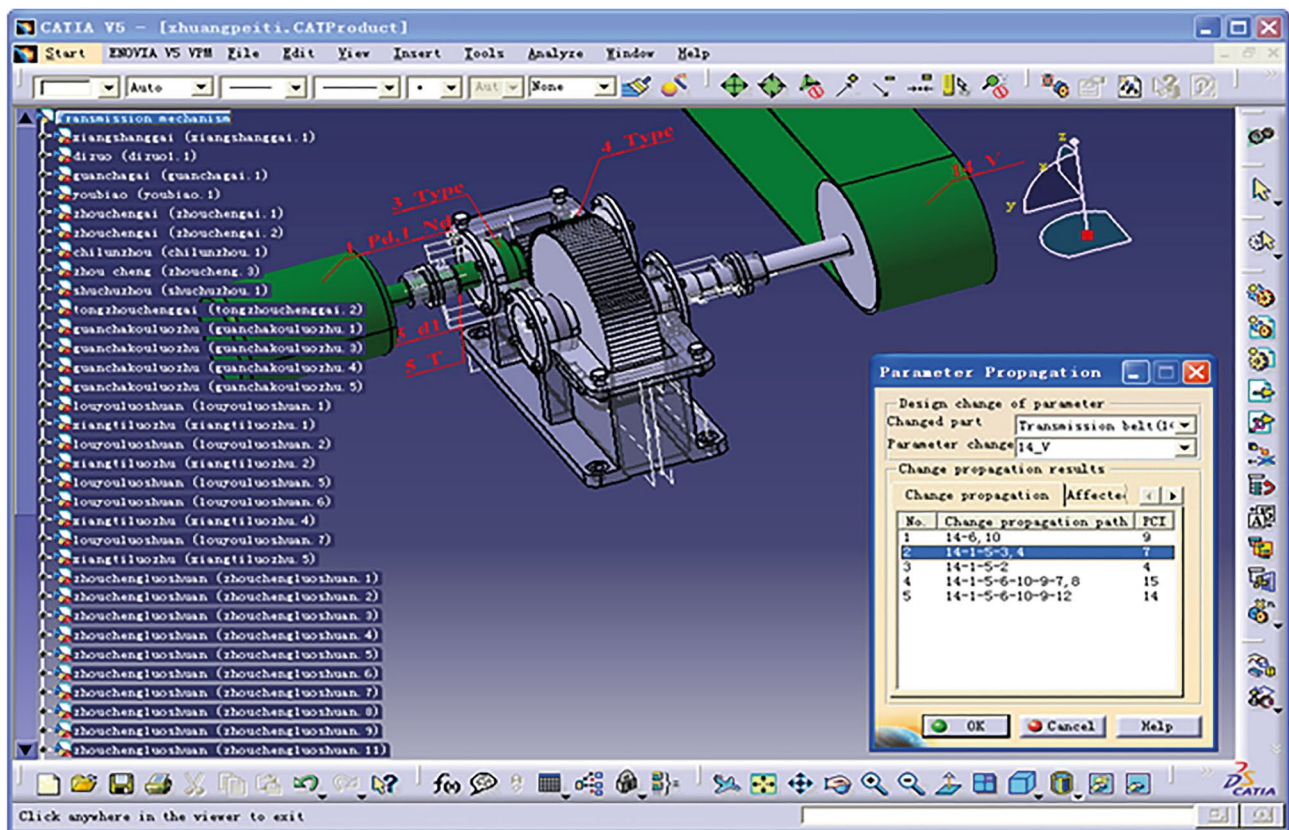 CATIA V5 - [zhuangpeiti.CATProduct]
Start ENOVIA V5 VPM File Edit View Insert Tools Analyze Window Help
Auto Aut None
Transmission mechanism
xiangshanggai (xiangshanggai.1)
dizuo (dizuo1.1)
guanchagai (guanchagai.1)
youbiao (youbiao.1)
zhouchengai (zhouchengai.1)
zhouchengai (zhouchengai.2)
chilunzhou (chilunzhou.1)
zhou cheng (zhoucheng.3)
shuchuzhou (shuchuzhou.1)
tongzhouchenggai (tongzhouchenggai.2)
guanchakouluozhu (guanchakouluozhu.1)
guanchakouluozhu (guanchakouluozhu.3)
guanchakouluozhu (guanchakouluozhu.4)
guanchakouluozhu (guanchakouluozhu.5)
louyouluoshuan (louyouluoshuan.1)
xiangtiluozhu (xiangtiluozhu.1)
louyouluoshuan (louyouluoshuan.2)
xiangtiluozhu (xiangtiluozhu.2)
louyouluoshuan (louyouluoshuan.5)
louyouluoshuan (louyouluoshuan.6)
xiangtiluozhu (xiangtiluozhu.4)
louyouluoshuan (louyouluoshuan.7)
xiangtiluozhu (xiangtiluozhu.5)
zhouchengluoshuan (zhouchengluoshuan.1)
zhouchengluoshuan (zhouchengluoshuan.2)
zhouchengluoshuan (zhouchengluoshuan.3)
zhouchengluoshuan (zhouchengluoshuan.4)
zhouchengluoshuan (zhouchengluoshuan.5)
zhouchengluoshuan (zhouchengluoshuan.6)
zhouchengluoshuan (zhouchengluoshuan.7)
zhouchengluoshuan (zhouchengluoshuan.8)
zhouchengluoshuan (zhouchengluoshuan.9)
zhouchengluoshuan (zhouchengluoshuan.11)
4 Type
3 Type
1 Pd,1 Nd
14 V
5 d1
5 T
z
x
y
Parameter Propagation
Design change of parameter
Changed part Transmission belt(14
Parameter change 14_V
Change propagation results
Change propagation Affecte
No. Change propagation path PCI
1 14-6,10 9
2 14-1-5-3,4 7
3 14-1-5-2 4
4 14-1-5-6-10-9-7,8 15
5 14-1-5-6-10-9-12 14
OK Cancel Help
f(x)
CATIA
Click anywhere in the viewer to exit